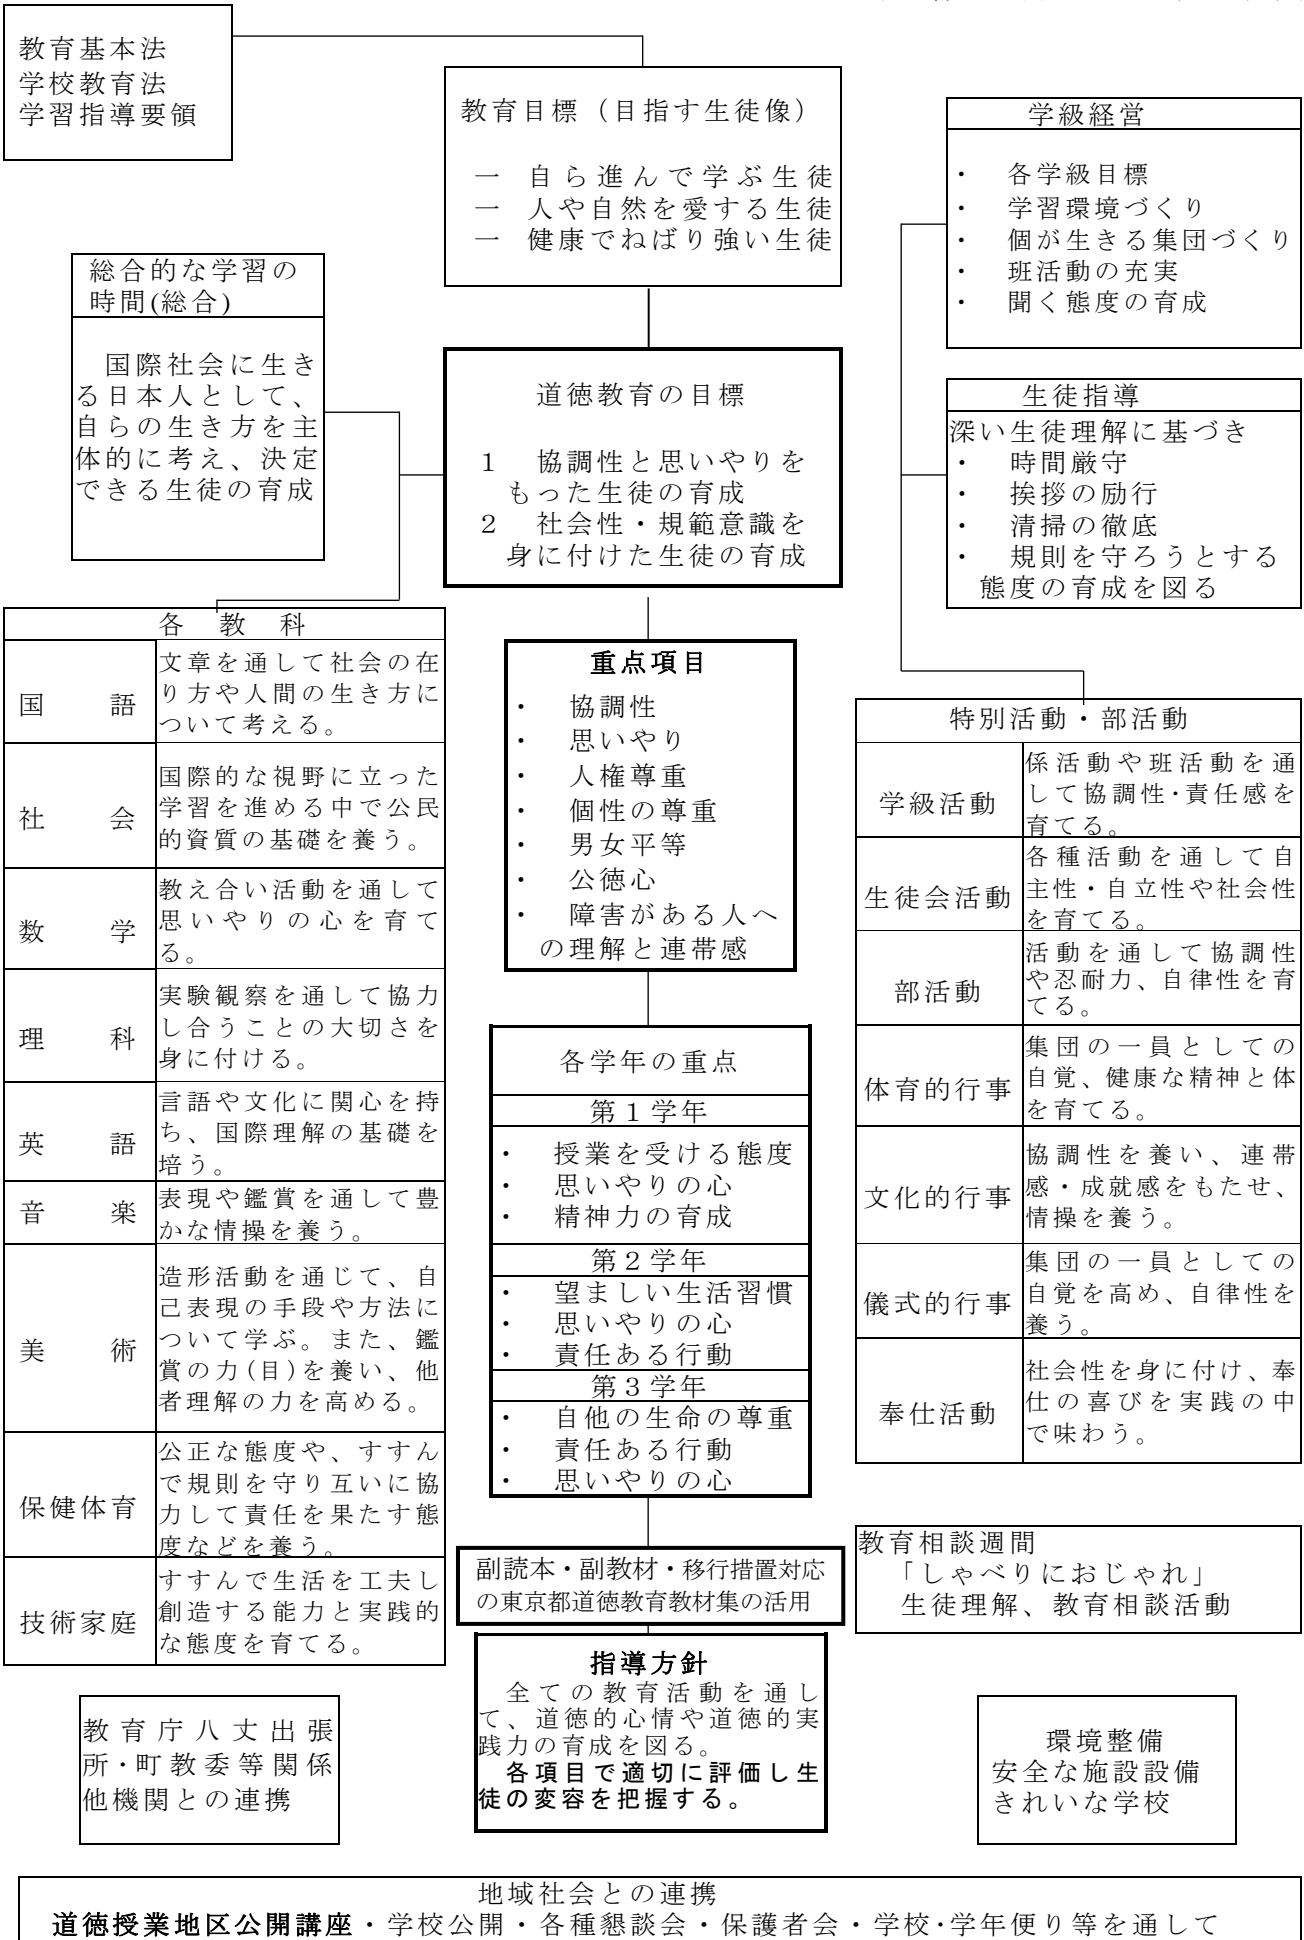 教育基本法
学校教育法
学習指導要領
教育目標（目指す生徒像）
一　自ら進んで学ぶ生徒
一　人や自然を愛する生徒
一　健康でねばり強い生徒
学級経営
・　各学級目標
・　学習環境づくり
・　個が生きる集団づくり
・　班活動の充実
・　聞く態度の育成
総合的な学習の
時間(総合)
国際社会に生き
る日本人として、
自らの生き方を主
体的に考え、決定
できる生徒の育成
道徳教育の目標
1　協調性と思いやりを
もった生徒の育成
2　社会性・規範意識を
身に付けた生徒の育成
生徒指導
深い生徒理解に基づき
・　時間厳守
・　挨拶の励行
・　清掃の徹底
・　規則を守ろうとする
態度の育成を図る
各　教　科
国　語
文章を通して社会の在
り方や人間の生き方に
ついて考える。
社　会
国際的な視野に立った
学習を進める中で公民
的資質の基礎を養う。
数　学
教え合い活動を通して
思いやりの心を育て
る。
理　科
実験観察を通して協力
し合うことの大切さを
身に付ける。
英　語
言語や文化に関心を持
ち、国際理解の基礎を
培う。
音　楽
表現や鑑賞を通して豊
かな情操を養う。
美　術
造形活動を通じて、自
己表現の手段や方法に
ついて学ぶ。また、鑑
賞の力(目)を養い、他
者理解の力を高める。
保健体育
公正な態度や、すすん
で規則を守り互いに協
力して責任を果たす態
度などを養う。
技術家庭
すすんで生活を工夫し
創造する能力と実践的
な態度を育てる。
重点項目
・　協調性
・　思いやり
・　人権尊重
・　個性の尊重
・　男女平等
・　公徳心
・　障害がある人へ
の理解と連帯感
各学年の重点
第1学年
・　授業を受ける態度
・　思いやりの心
・　精神力の育成
第2学年
・　望ましい生活習慣
・　思いやりの心
・　責任ある行動
第3学年
・　自他の生命の尊重
・　責任ある行動
・　思いやりの心
副読本・副教材・移行措置対応
の東京都道徳教育教材集の活用
指導方針
全ての教育活動を通し
て、道徳的心情や道徳的実
践力の育成を図る。
各項目で適切に評価し生
徒の変容を把握する。
特別活動・部活動
学級活動
係活動や班活動を通
して協調性・責任感を
育てる。
生徒会活動
各種活動を通して自
主性・自立性や社会性
を育てる。
部活動
活動を通して協調性
や忍耐力、自律性を育
てる。
体育的行事
集団の一員としての
自覚、健康な精神と体
を育てる。
文化的行事
協調性を養い、連帯
感・成就感をもたせ、
情操を養う。
儀式的行事
集団の一員としての
自覚を高め、自律性を
養う。
奉仕活動
社会性を身に付け、奉
仕の喜びを実践の中
で味わう。
教育相談週間
「しゃべりにおじゃれ」
生徒理解、教育相談活動
教育庁八丈出張
所・町教委等関係
他機関との連携
環境整備
安全な施設設備
きれいな学校
地域社会との連携
道徳授業地区公開講座・学校公開・各種懇談会・保護者会・学校・学年便り等を通して